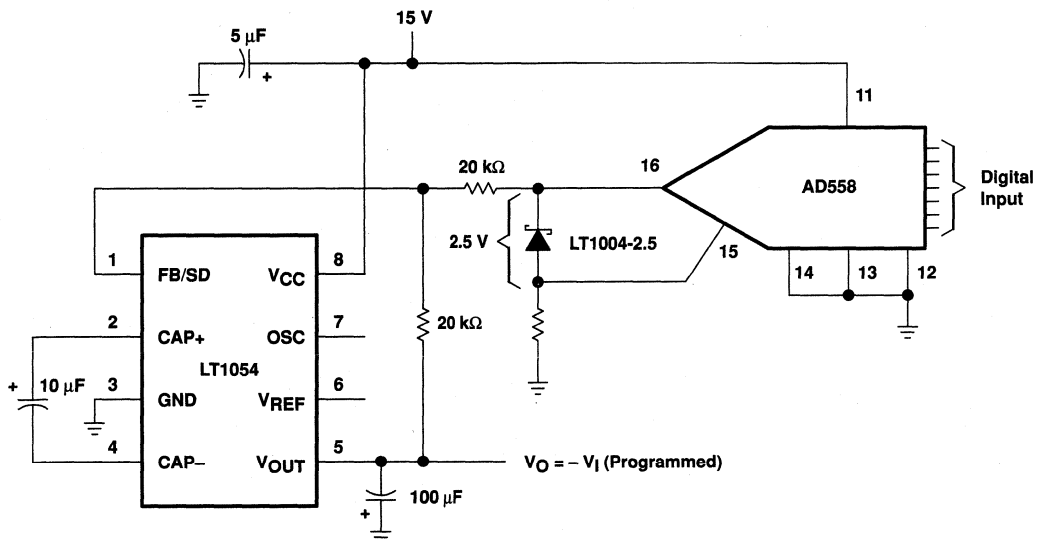 15 V
5 μF
+
11
16
20 kΩ
AD558
Digital
Input
2.5 V
LT1004-2.5
15
14
13
12
1
FB/SD
VCC
8
2
CAP+
OSC
7
20 kΩ
LT1054
+
10 μF
3
GND
VREF
6
4
CAP–
VOUT
5
VO = – VI (Programmed)
100 μF
+